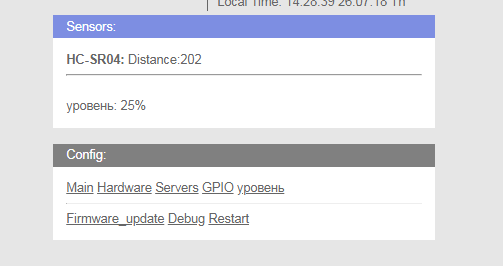 Local Time: 14:28:39 26.07.18 Th
Sensors:
HC-SR04: Distance:202
уровень: 25%
Config:
Main Hardware Servers GPIO уровень
Firmware_update Debug Restart